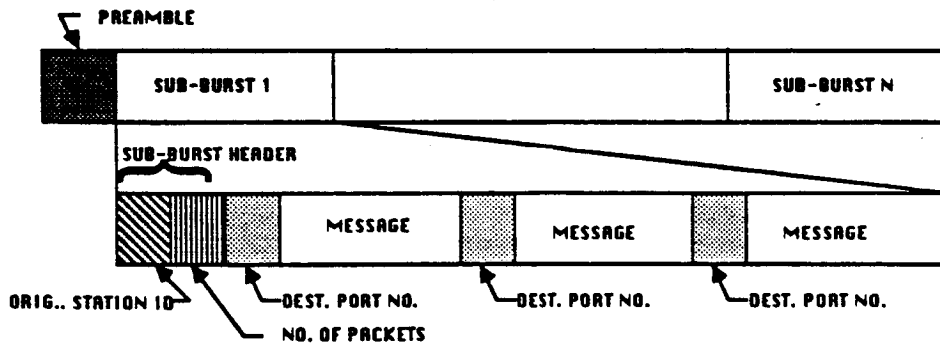 PREAMBLE
SUB-BURST 1
SUB-BURST N
SUB-BURST HEADER
MESSAGE
MESSAGE
MESSAGE
ORIG.. STATION ID
DEST. PORT NO.
DEST. PORT NO.
DEST. PORT NO.
NO. OF PACKETS